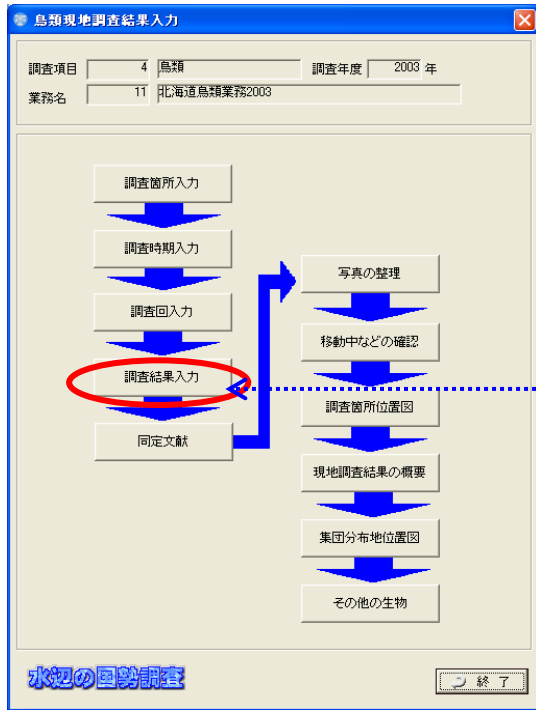 鳥類現地調査結果入力
調査項目 4 鳥類 調査年度 2003 年
業務名 11 北海道鳥類業務2003
調査箇所入力
調査時期入力
調査回入力
調査結果入力
同定文献
写真の整理
移動中などの確認
調査箇所位置図
現地調査結果の概要
集団分布地位置図
その他の生物
水辺の国勢調査
終 了